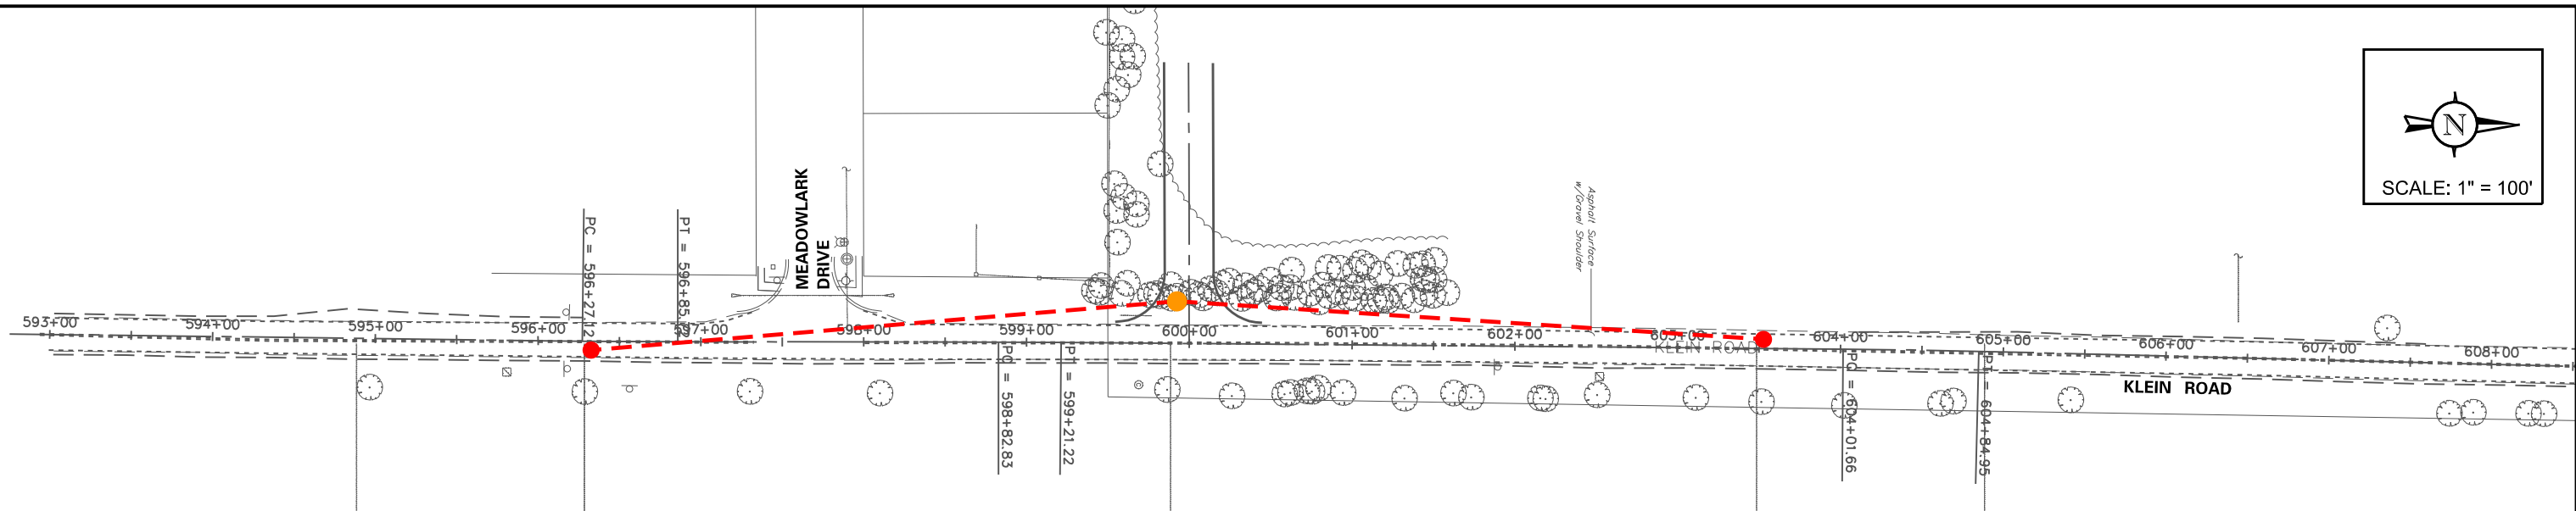 N
SCALE: 1" = 100'
MEADOWLARK
DRIVE
Asphalt Surface
w/Gravel Shoulder
PC = 596+27.12
PT = 596+85.
593+00
594+00
595+00
596+00
597+00
598+00
599+00
600+00
601+00
602+00
603+00
604+00
605+00
606+00
607+00
608+00
KLEIN ROAD
KLEIN ROAD
PC = 598+82.83
PT = 599+21.22
PC = 604+01.66
PT = 604+84.95